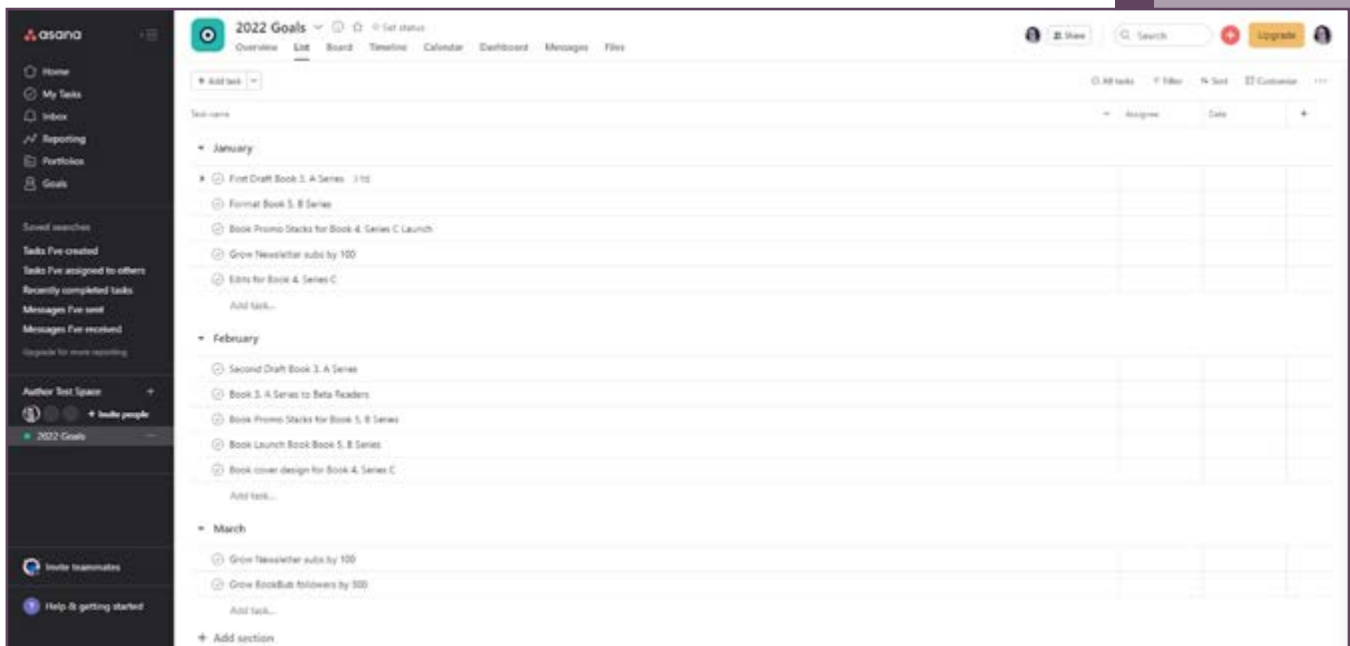 asana
Home
My Tasks
Inbox
Reporting
Portfolios
Goals
Saved searches
Tasks I've created
Tasks I've assigned to others
Recently completed tasks
Messages I've sent
Messages I've received
Upgrade for more reporting
Author Test Space +
+ Invite people
2022 Goals ...
Invite teammates
? Help & getting started
2022 Goals Set status
Overview List Board Timeline Calendar Dashboard Messages Files
Share Search + Upgrade
+ Add task
All tasks Filter Sort Customise ...
Task name Assignee Date +
January
First Draft Book 3. A Series
Format Book 5. B Series
Book Promo Stacks for Book 4. Series C Launch
Grow Newsletter subs by 100
Edits for Book 4. Series C
Add task...
February
Second Draft Book 3. A Series
Book 3. A Series to Beta Readers
Book Promo Stacks for Book 5. B Series
Book Launch Book Book 5. B Series
Book cover design for Book 4. Series C
Add task...
March
Grow Newsletter subs by 100
Grow BookBub followers by
Add task...
+ Add section